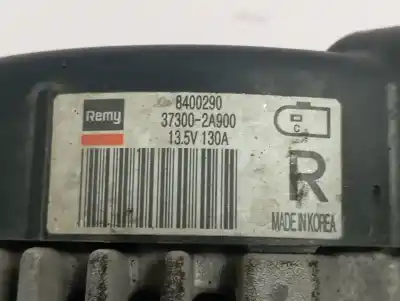 Remy
8400290
37300-2A900
13.5V 130A
C
R
MADE IN KOREA